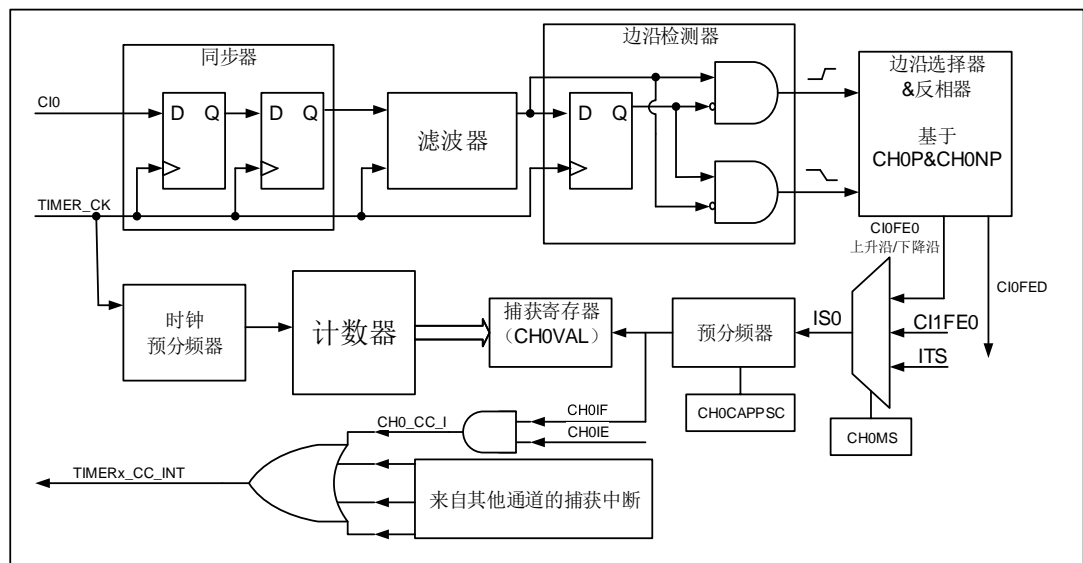 同步器
边沿检测器
CI0
D Q
D Q
滤波器
D Q
边沿选择器
&反相器
基于
CH0P&CH0NP
TIMER_CK
CI0FE0
上升沿/下降沿
CI0FED
时钟
预分频器
计数器
捕获寄存器
(CH0VAL)
预分频器
IS0
CI1FE0
ITS
CH0CAPPSC
CH0MS
CH0IF
CH0_CC_I
CH0IE
TIMERx_CC_INT
来自其他通道的捕获中断